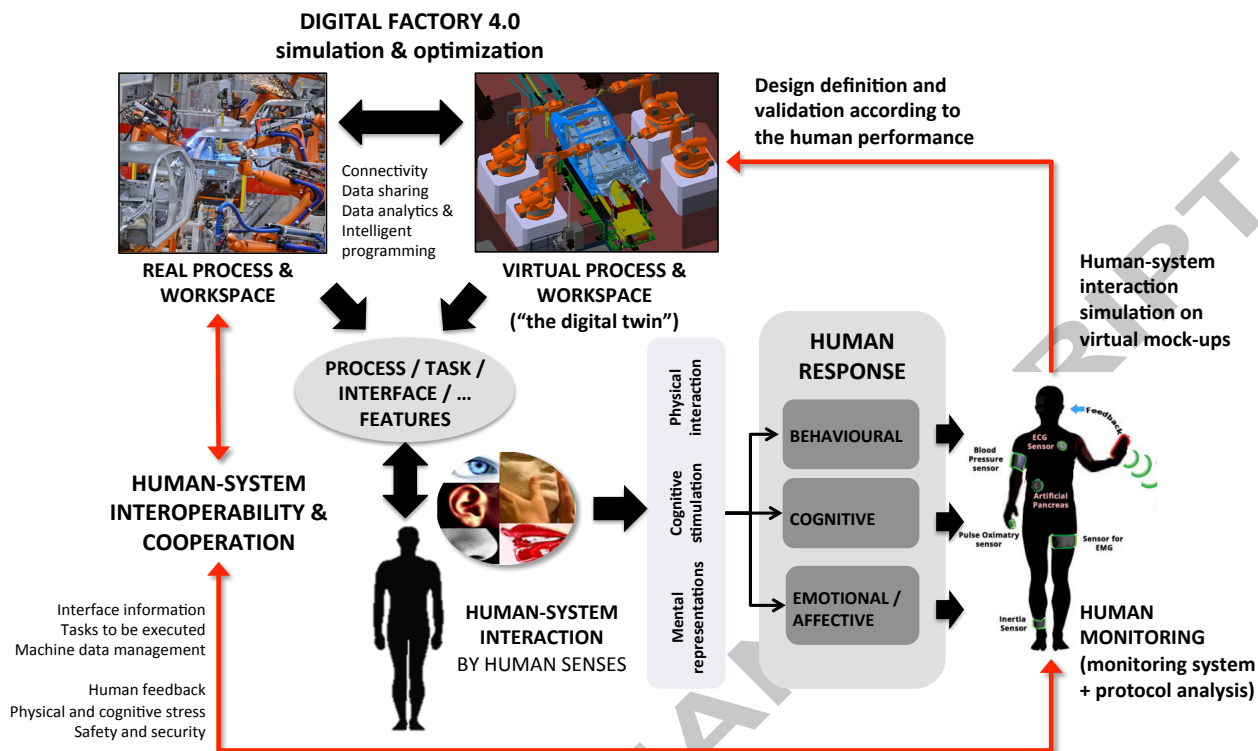 DIGITAL FACTORY 4.0
simulation & optimization
Connectivity
Data sharing
Data analytics &
Intelligent
programming
REAL PROCESS &
WORKSPACE
VIRTUAL PROCESS &
WORKSPACE
(“the digital twin”)
Design definition and
validation according to
the human performance
Human-system
interaction
simulation on
virtual mock-ups
PROCESS / TASK /
INTERFACE / ...
FEATURES
HUMAN-SYSTEM
INTEROPERABILITY &
COOPERATION
Interface information
Tasks to be executed
Machine data management
Human feedback
Physical and cognitive stress
Safety and security
HUMAN-SYSTEM
INTERACTION
BY HUMAN SENSES
Physical
interaction
Cognitive
stimulation
Mental
representations
HUMAN
RESPONSE
BEHAVIOURAL
COGNITIVE
EMOTIONAL /
AFFECTIVE
Feedback
ECG
Sensor
Blood
Pressure
sensor
Artificial
Pancreas
Pulse Oximatry
sensor
Sensor for
EMG
Inertia
Sensor
HUMAN
MONITORING
(monitoring system
+ protocol analysis)